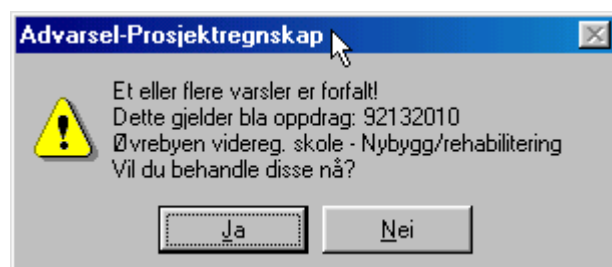 Advarsel-Prosjektregnskap
Et eller flere varsler er forfalt!
Dette gjelder bla oppdrag: 92132010
Øvrebyen videreg. skole - Nybygg/rehabilitering
Vil du behandle disse nå?
Ja
Nei